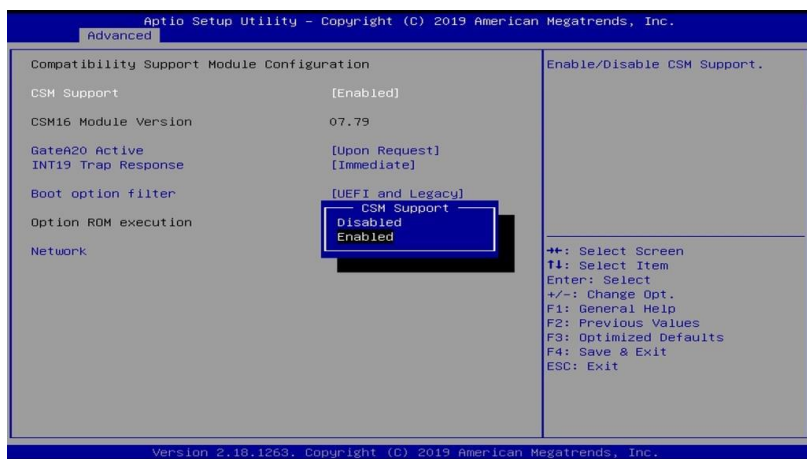 Aptio Setup Utility – Copyright (C) 2019 American Megatrends, Inc.
Advanced
Compatibility Support Module Configuration
CSM Support [Enabled]
CSM16 Module Version 07.79
GateA20 Active [Upon Request]
INT19 Trap Response [Immediate]
Boot option filter [UEFI and Legacy]
Option ROM execution
Network
CSM Support
Disabled
Enabled
Enable/Disable CSM Support.
→←: Select Screen
↑↓: Select Item
Enter: Select
+/-: Change Opt.
F1: General Help
F2: Previous Values
F3: Optimized Defaults
F4: Save & Exit
ESC: Exit
Version 2.18.1263. Copyright (C) 2019 American Megatrends, Inc.